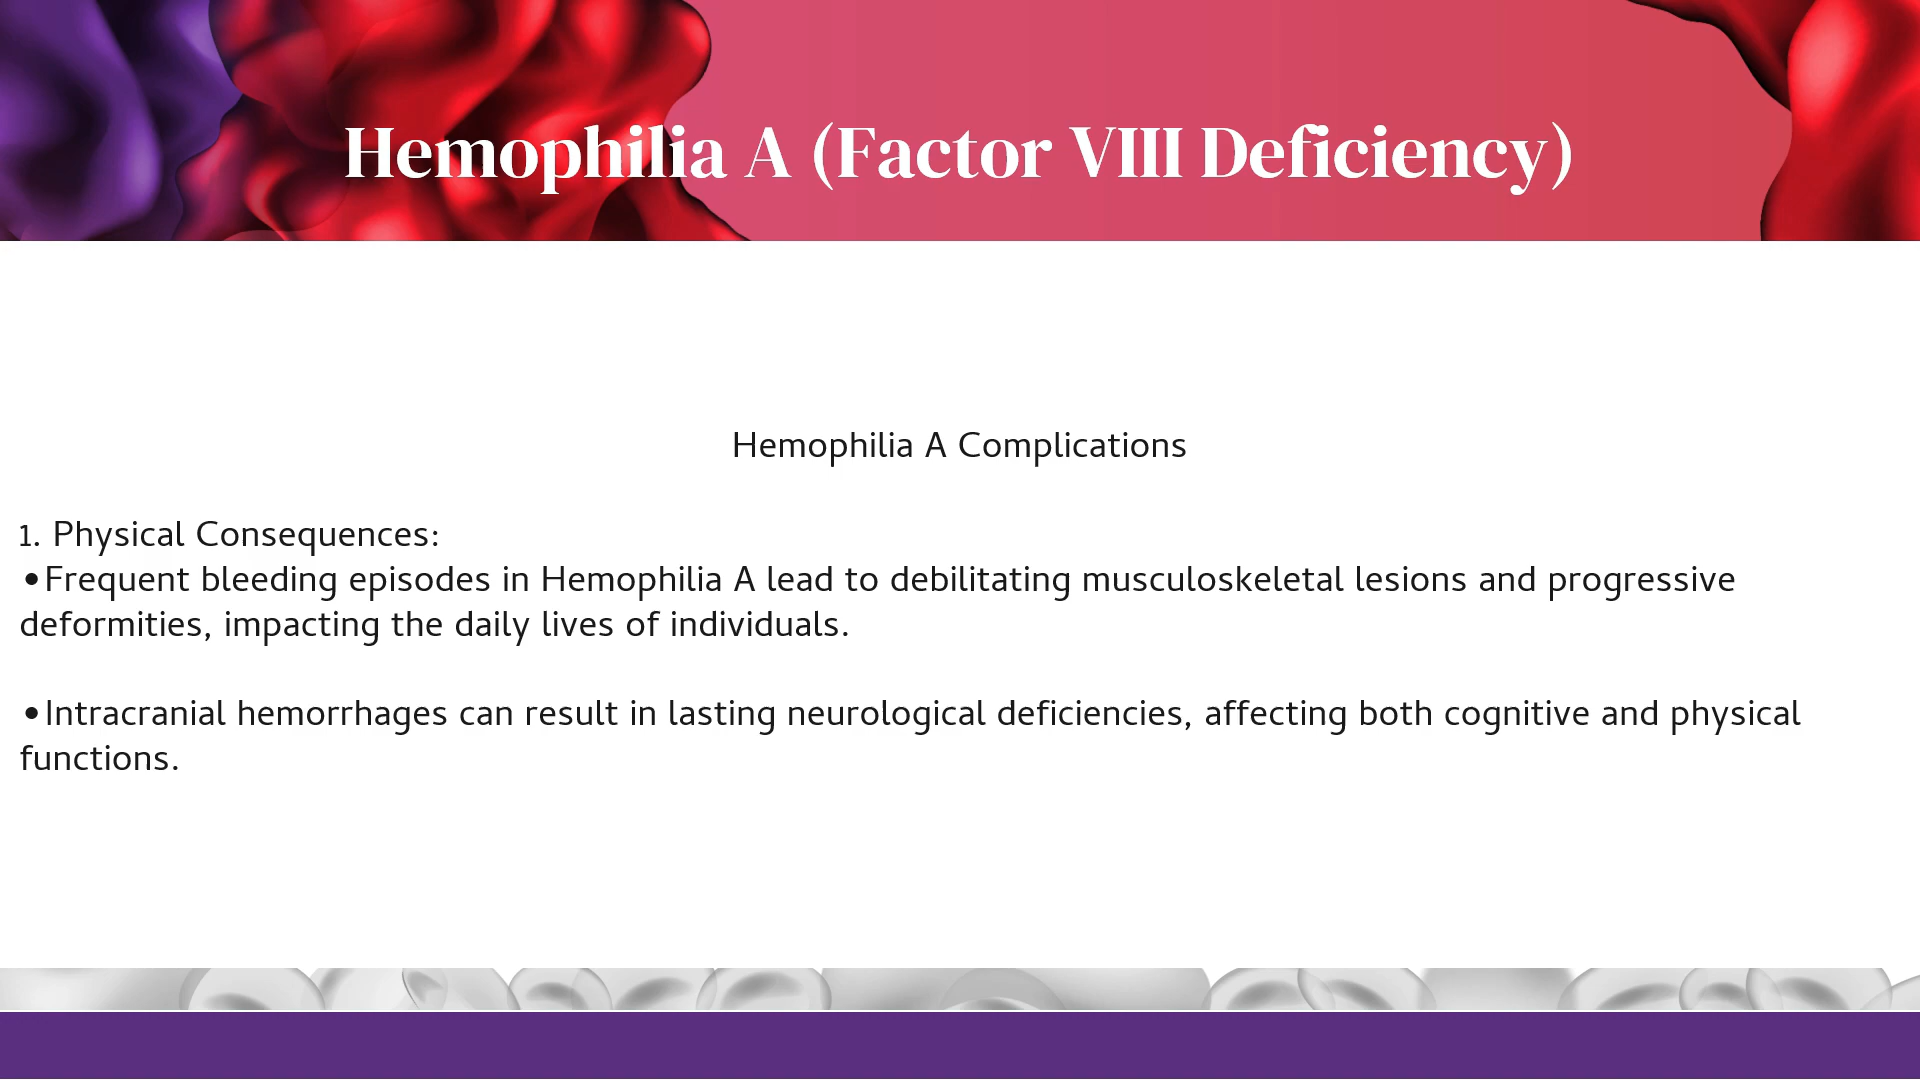 Hemophilia A (Factor VIII Deficiency)
Hemophilia A Complications
1. Physical Consequences:
•Frequent bleeding episodes in Hemophilia A lead to debilitating musculoskeletal lesions and progressive
deformities, impacting the daily lives of individuals.
•Intracranial hemorrhages can result in lasting neurological deficiencies, affecting both cognitive and physical
functions.